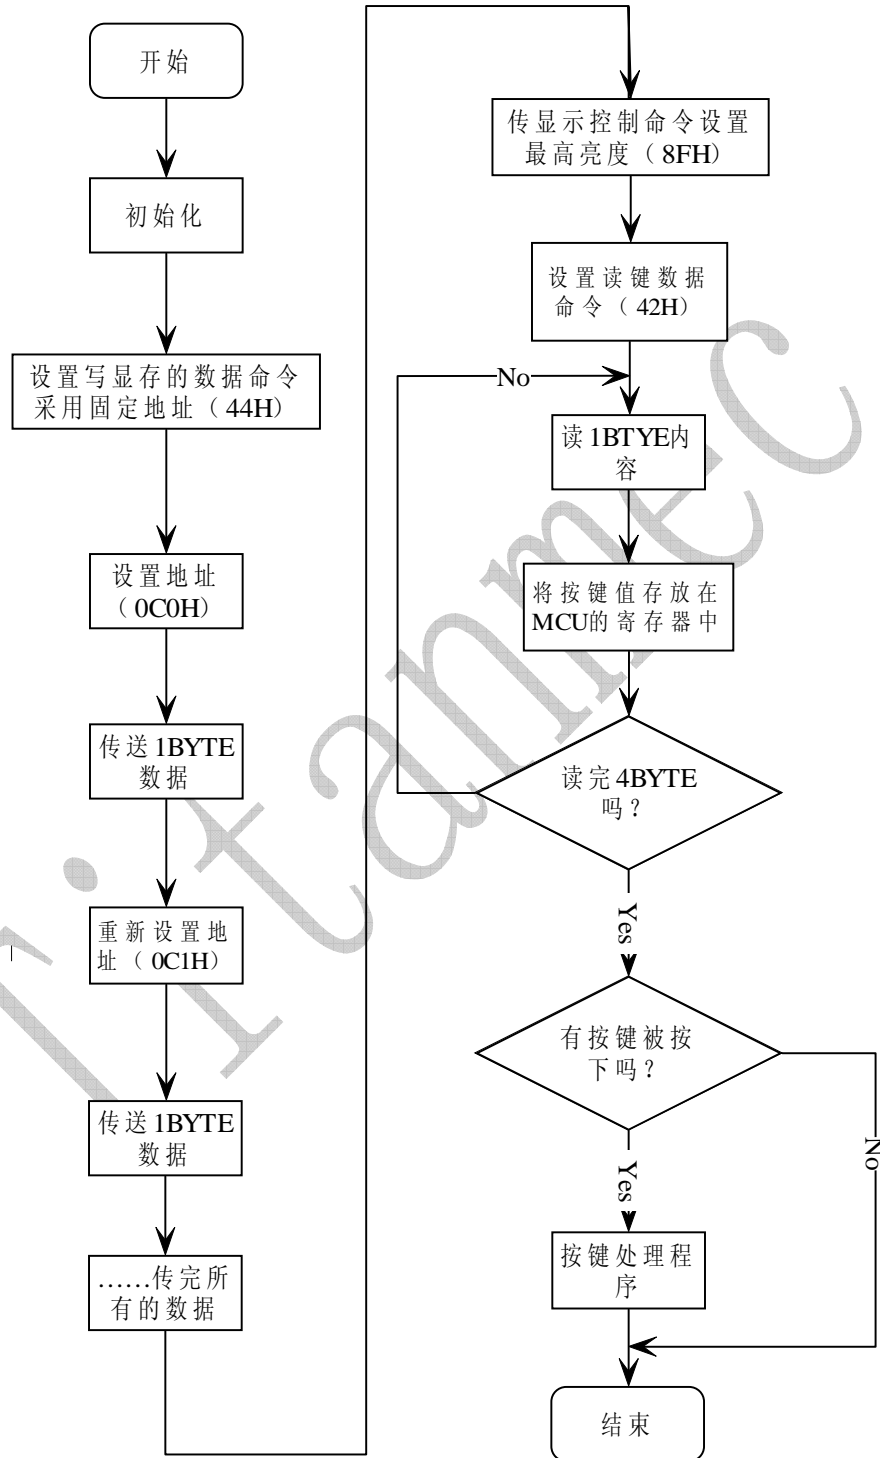 开始
初始化
设置写显存的数据命令
采用固定地址（44H）
设置地址
（0C0H）
传送1BYTE
数据
重新设置地
址（0C1H）
传送1BYTE
数据
……传完所
有的数据
传显示控制命令设置
最高亮度（8FH）
设置读键数据
命令（42H）
No
读1BTYE内
容
将按键值存放在
MCU的寄存器中
读完4BYTE
吗？
Yes
有按键被按
下吗？
No
Yes
按键处理程
序
结束
Titanmec